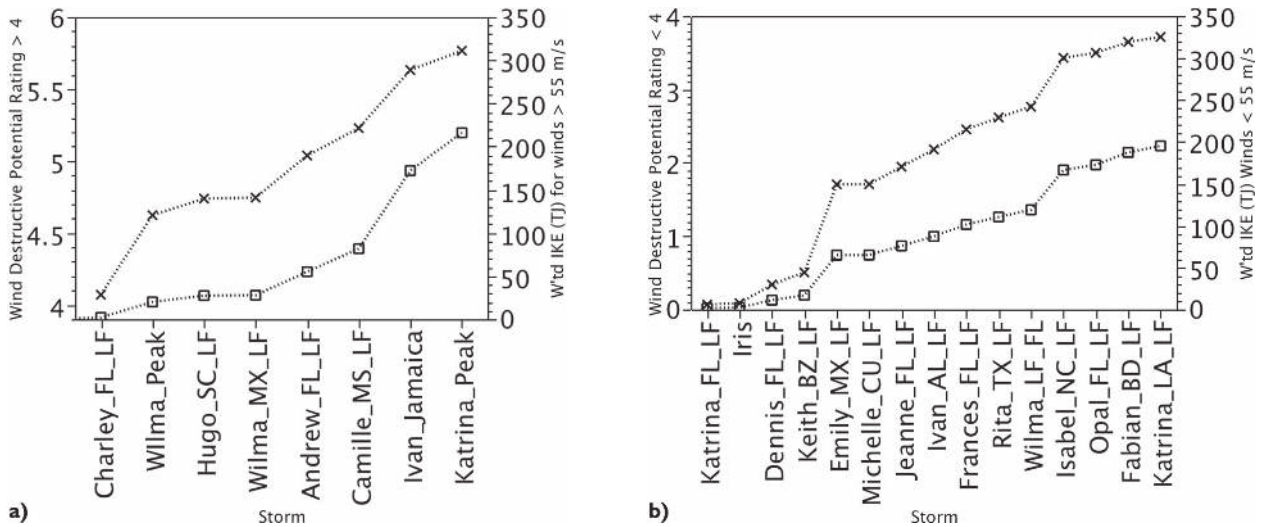 Wind Destructive Potential Rating > 4
6
5.5
5
4.5
4
350
300
250
200
150
100
50
0
W'td IKE (TJ) for winds > 55 m/s
Charley_FL_LF
WIlma_Peak
Hugo_SC_LF
Wilma_MX_LF
Andrew_FL_LF
Camille_MS_LF
Ivan_Jamaica
Katrina_Peak
a)
Storm
Wind Destructive Potential Rating < 4
4
3
2
1
0
350
300
250
200
150
100
50
0
W'td IKE (TJ) Winds < 55 m/s
Katrina_FL_LF
Iris
Dennis_FL_LF
Keith_BZ_LF
Emily_MX_LF
Michelle_CU_LF
Jeanne_FL_LF
Ivan_AL_LF
Frances_FL_LF
Rita_TX_LF
Wilma_LF_FL
Isabel_NC_LF
Opal_FL_LF
Fabian_BD_LF
Katrina_LA_LF
b)
Storm